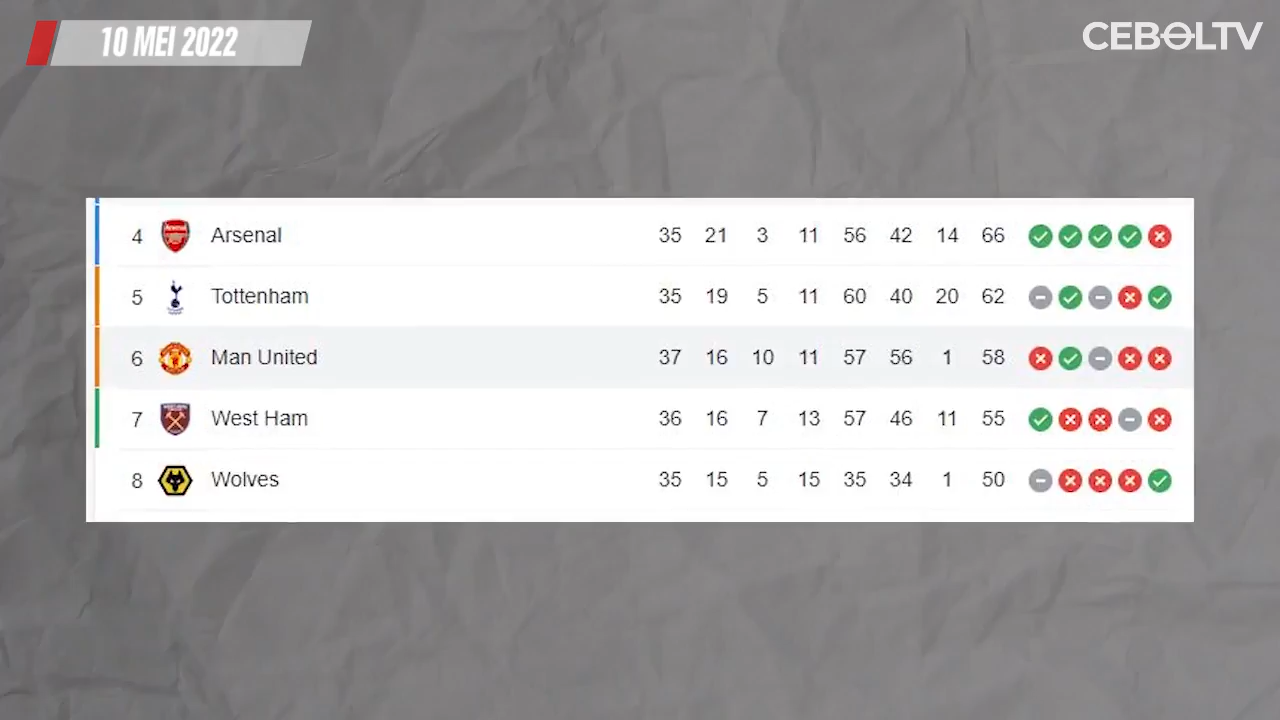 10 MEI 2022
CEBOLTV
4 Arsenal 35 21 3 11 56 42 14 66
5 Tottenham 35 19 5 11 60 40 20 62
6 Man United 37 16 10 11 57 56 1 58
7 West Ham 36 16 7 13 57 46 11 55
8 Wolves 35 15 5 15 35 34 1 50